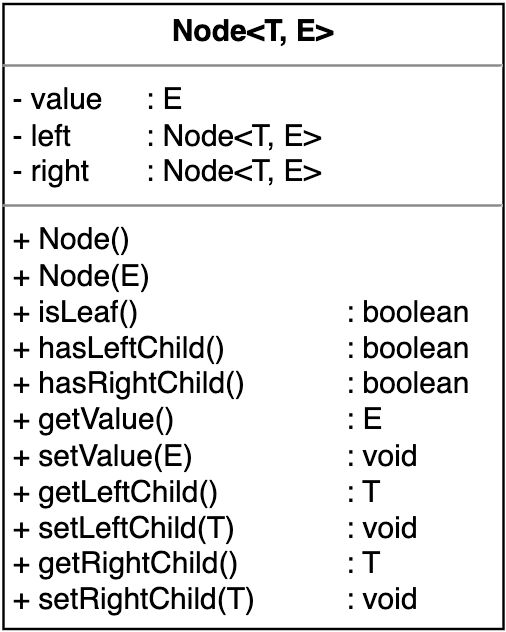 Node<T, E>
- value : E
- left : Node<T, E>
- right : Node<T, E>
+ Node()
+ Node(E)
+ isLeaf() : boolean
+ hasLeftChild() : boolean
+ hasRightChild() : boolean
+ getValue() : E
+ setValue(E) : void
+ getLeftChild() : T
+ setLeftChild(T) : void
+ getRightChild() : T
+ setRightChild(T) : void